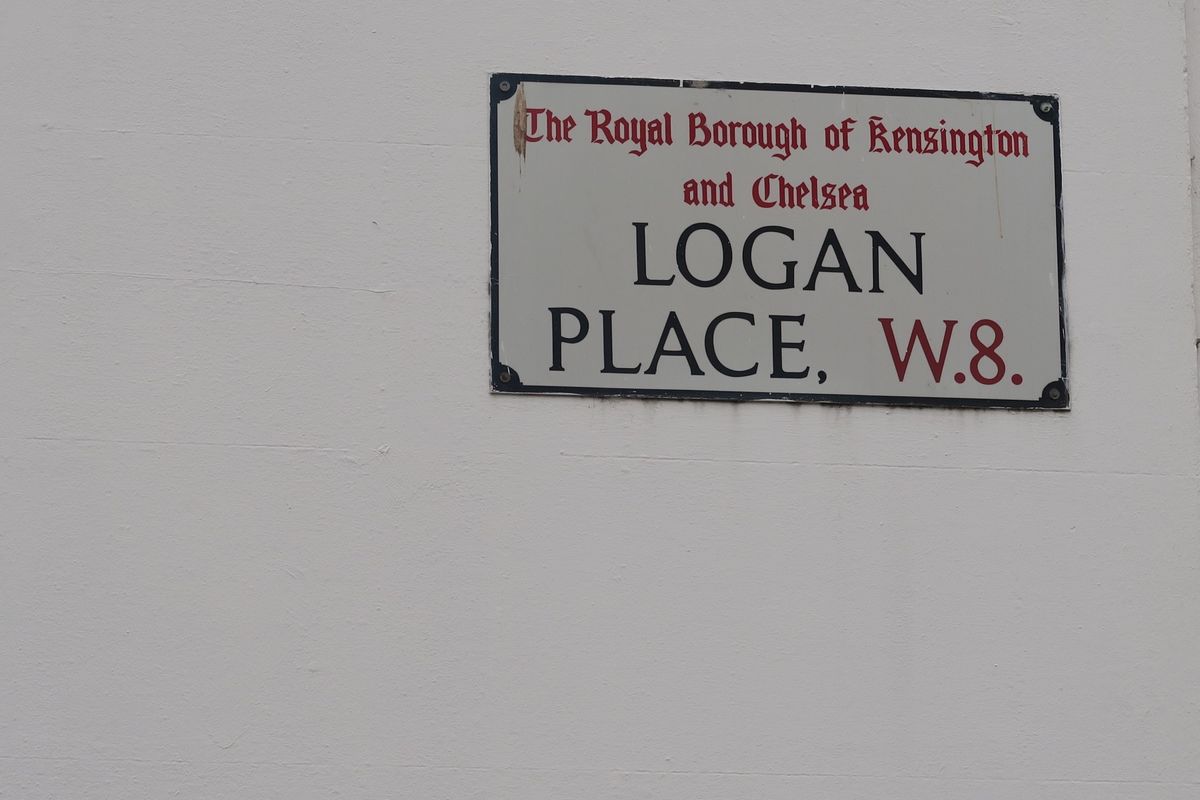 The Royal Borough of Kensington
and Chelsea
LOGAN
PLACE, W.8.